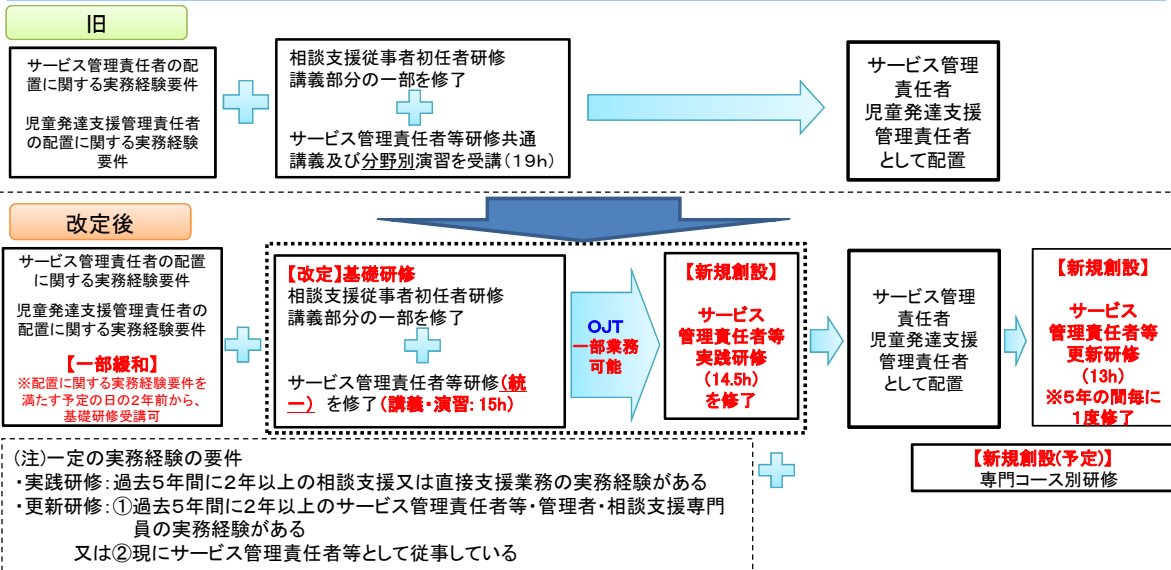 旧
サービス管理責任者の配
置に関する実務経験要件
児童発達支援管理責任者
の配置に関する実務経験
要件
相談支援従事者初任者研修
講義部分の一部を修了
サービス管理責任者等研修共通
講義及び分野別演習を受講(19h)
サービス管理
責任者
児童発達支援
管理責任者
として配置
改定後
サービス管理責任者の配置
に関する実務経験要件
児童発達支援管理責任者の
配置に関する実務経験要件
【一部緩和】
※配置に関する実務経験要件を
満たす予定の日の2年前から、
基礎研修受講可
【改定】基礎研修
相談支援従事者初任者研修
講義部分の一部を修了
サービス管理責任者等研修(統
一) を修了(講義・演習: 15h)
OJT
一部業務
可能
【新規創設】
サービス
管理責任者等
実践研修
(14.5h)
を修了
サービス管理
責任者
児童発達支援
管理責任者
として配置
【新規創設】
サービス
管理責任者等
更新研修
(13h)
※5年の間毎に
1度修了
(注)一定の実務経験の要件
・実践研修:過去5年間に2年以上の相談支援又は直接支援業務の実務経験がある
・更新研修:①過去5年間に2年以上のサービス管理責任者等・管理者・相談支援専門
員の実務経験がある
又は②現にサービス管理責任者等として従事している
【新規創設(予定)】
専門コース別研修